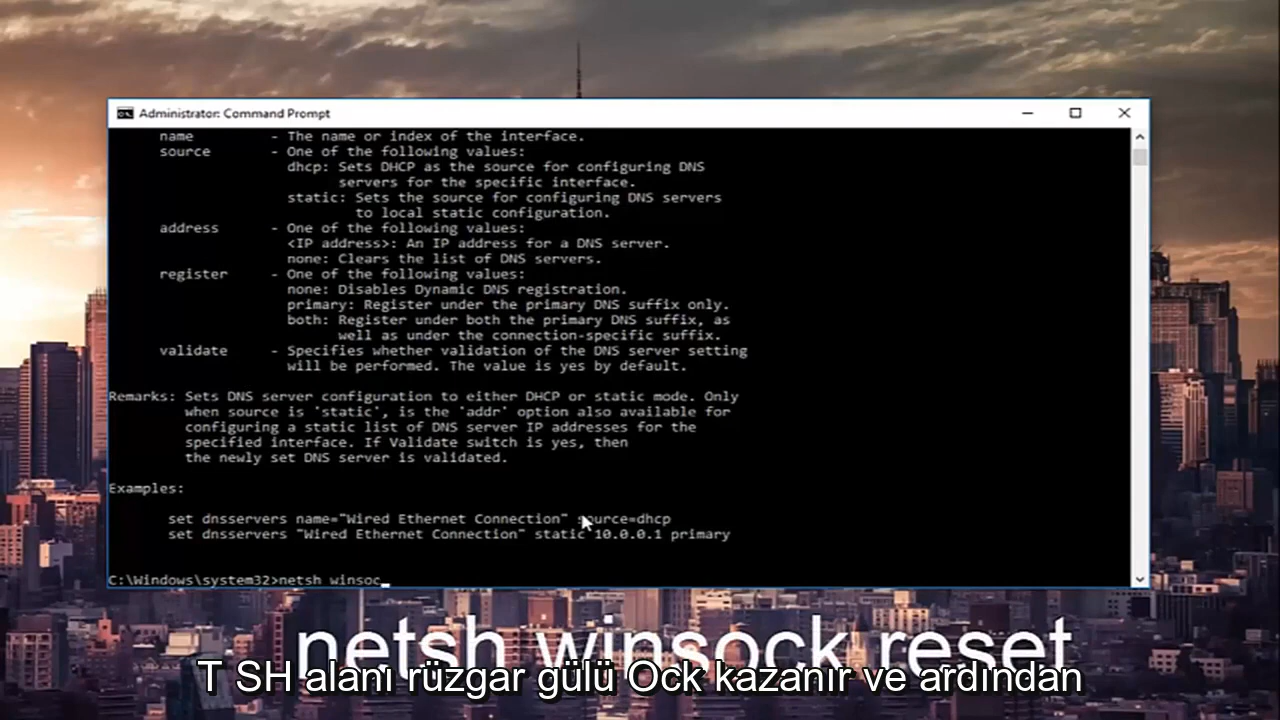 Administrator: Command Prompt
name - The name or index of the interface.
source - One of the following values:
dhcp: Sets DHCP as the source for configuring DNS
servers for the specific interface.
static: Sets the source for configuring DNS servers
to local static configuration.
address - One of the following values:
<IP address>: An IP address for a DNS server.
none: Clears the list of DNS servers.
register - One of the following values:
none: Disables Dynamic DNS registration.
primary: Register under the primary DNS suffix only.
both: Register under both the primary DNS suffix, as
well as under the connection-specific suffix.
validate - Specifies whether validation of the DNS server setting
will be performed. The value is yes by default.
Remarks: Sets DNS server configuration to either DHCP or static mode. Only
when source is 'static', is the 'addr' option also available for
configuring a static list of DNS server IP addresses for the
specified interface. If Validate switch is yes, then
the newly set DNS server is validated.
Examples:
set dnsservers name="Wired Ethernet Connection" source=dhcp
set dnsservers "Wired Ethernet Connection" static 10.0.0.1 primary
C:\Windows\system32>netsh winsoc_
netsh winsock reset
T SH alanı rüzgar gülü Ock kazanır ve ardından